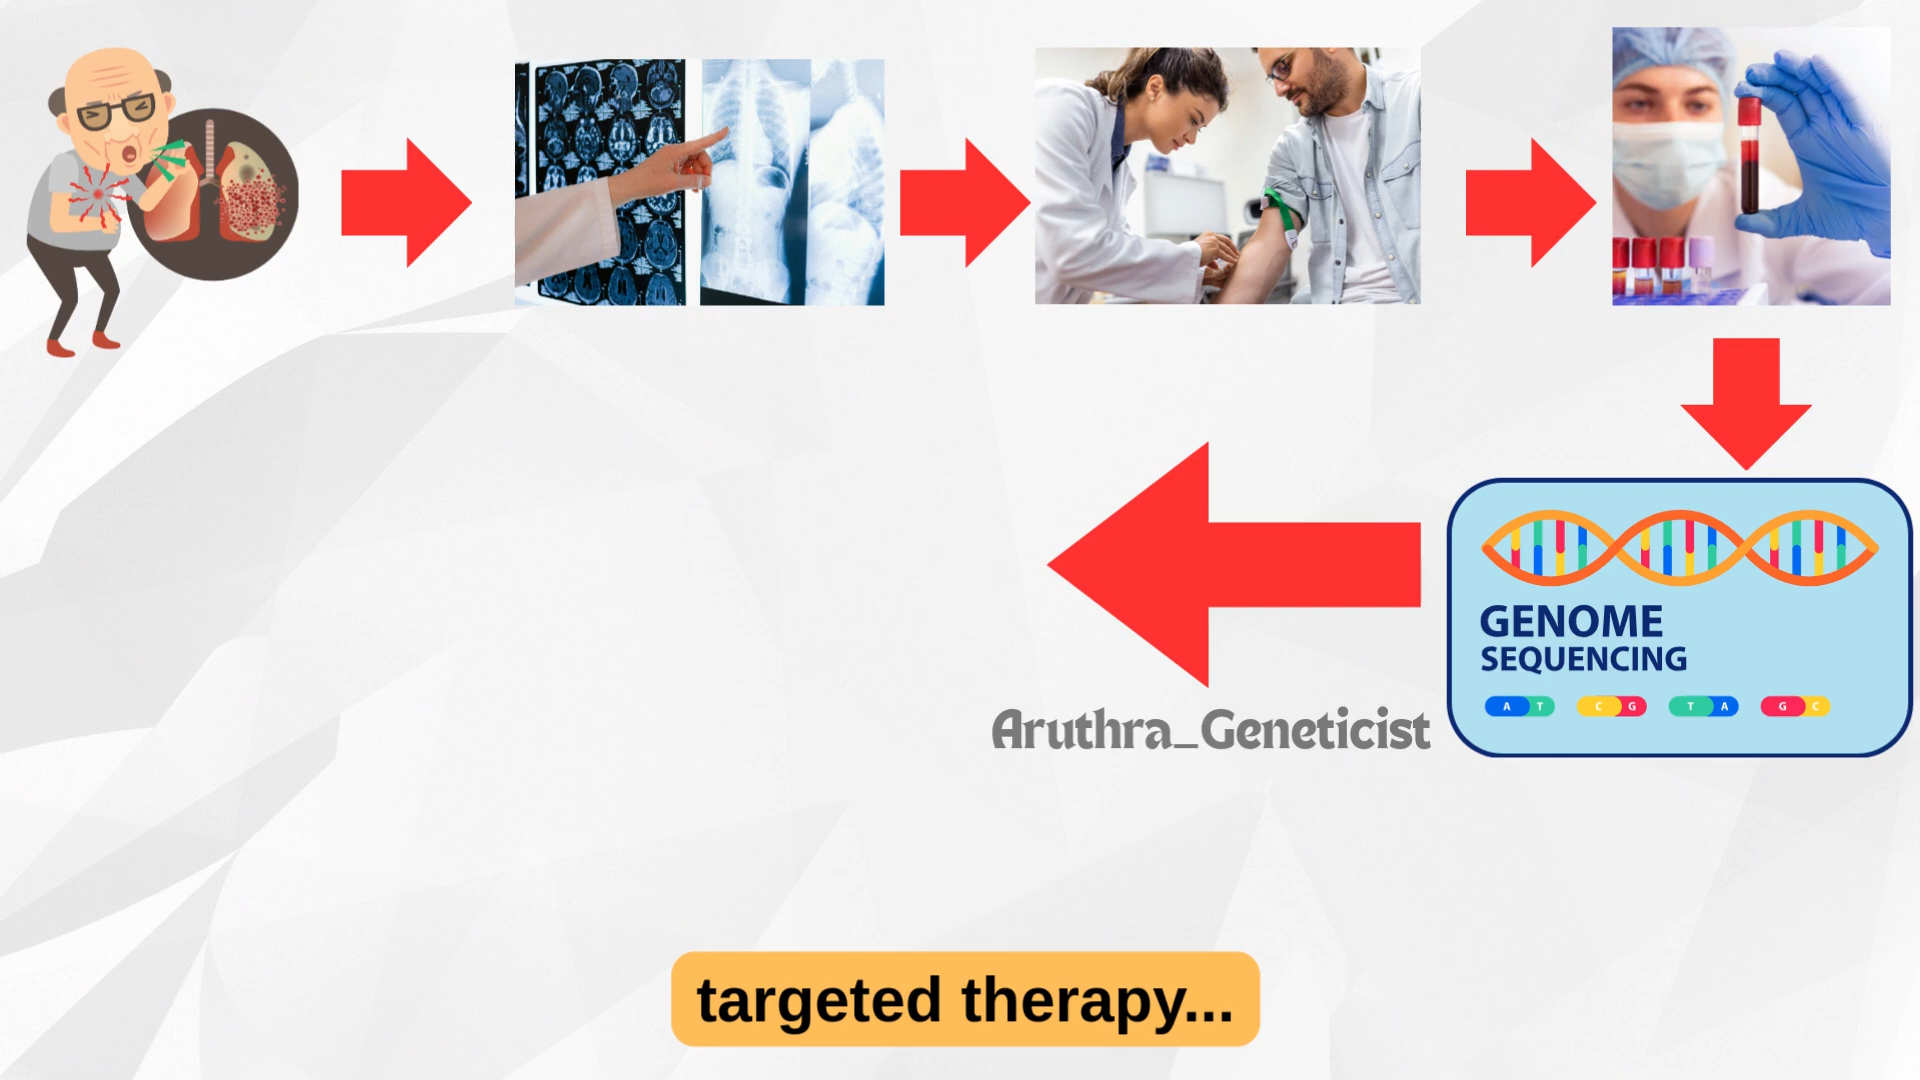 GENOME
SEQUENCING
A T C G T A G C
Aruthra_Geneticist
targeted therapy...